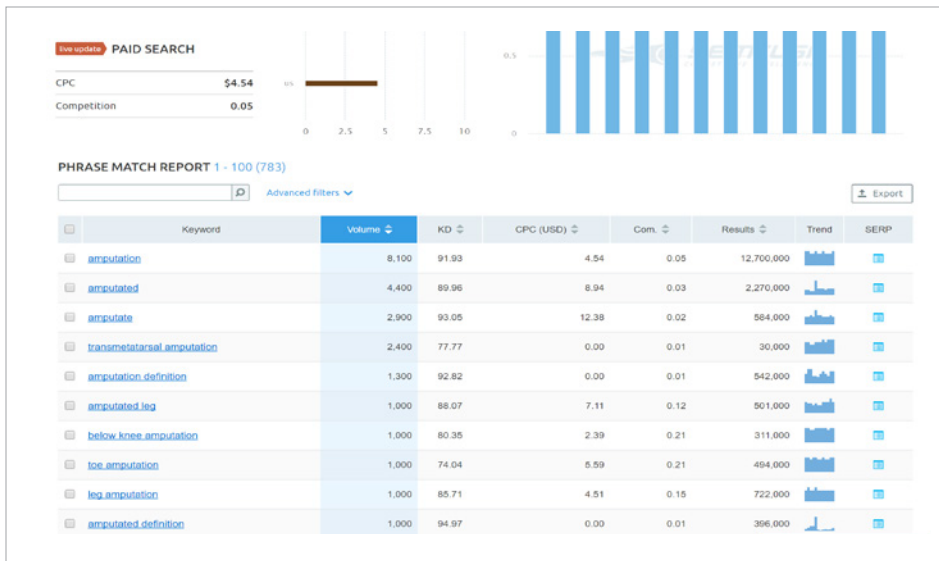 live update PAID SEARCH
CPC $4.54
Competition 0.05
0 2.5 5 7.5 10
0.5
0
SEMRUSH
PHRASE MATCH REPORT 1 - 100 (783)
Advanced filters
Export
Keyword Volume KD CPC (USD) Com. Results Trend SERP
amputation 8,100 91.93 4.54 0.05 12,700,000
amputated 4,400 89.96 8.94 0.03 2,270,000
amputate 2,900 93.05 12.38 0.02 584,000
transmetatarsal amputation 2,400 77.77 0.00 0.01 30,000
amputation definition 1,300 92.82 0.00 0.01 542,000
amputated leg 1,000 88.07 7.11 0.12 501,000
below knee amputation 1,000 80.35 2.39 0.21 311,000
toe amputation 1,000 74.04 5.59 0.21 494,000
leg amputation 1,000 85.71 4.51 0.15 722,000
amputated definition 1,000 94.97 0.00 0.01 396,000